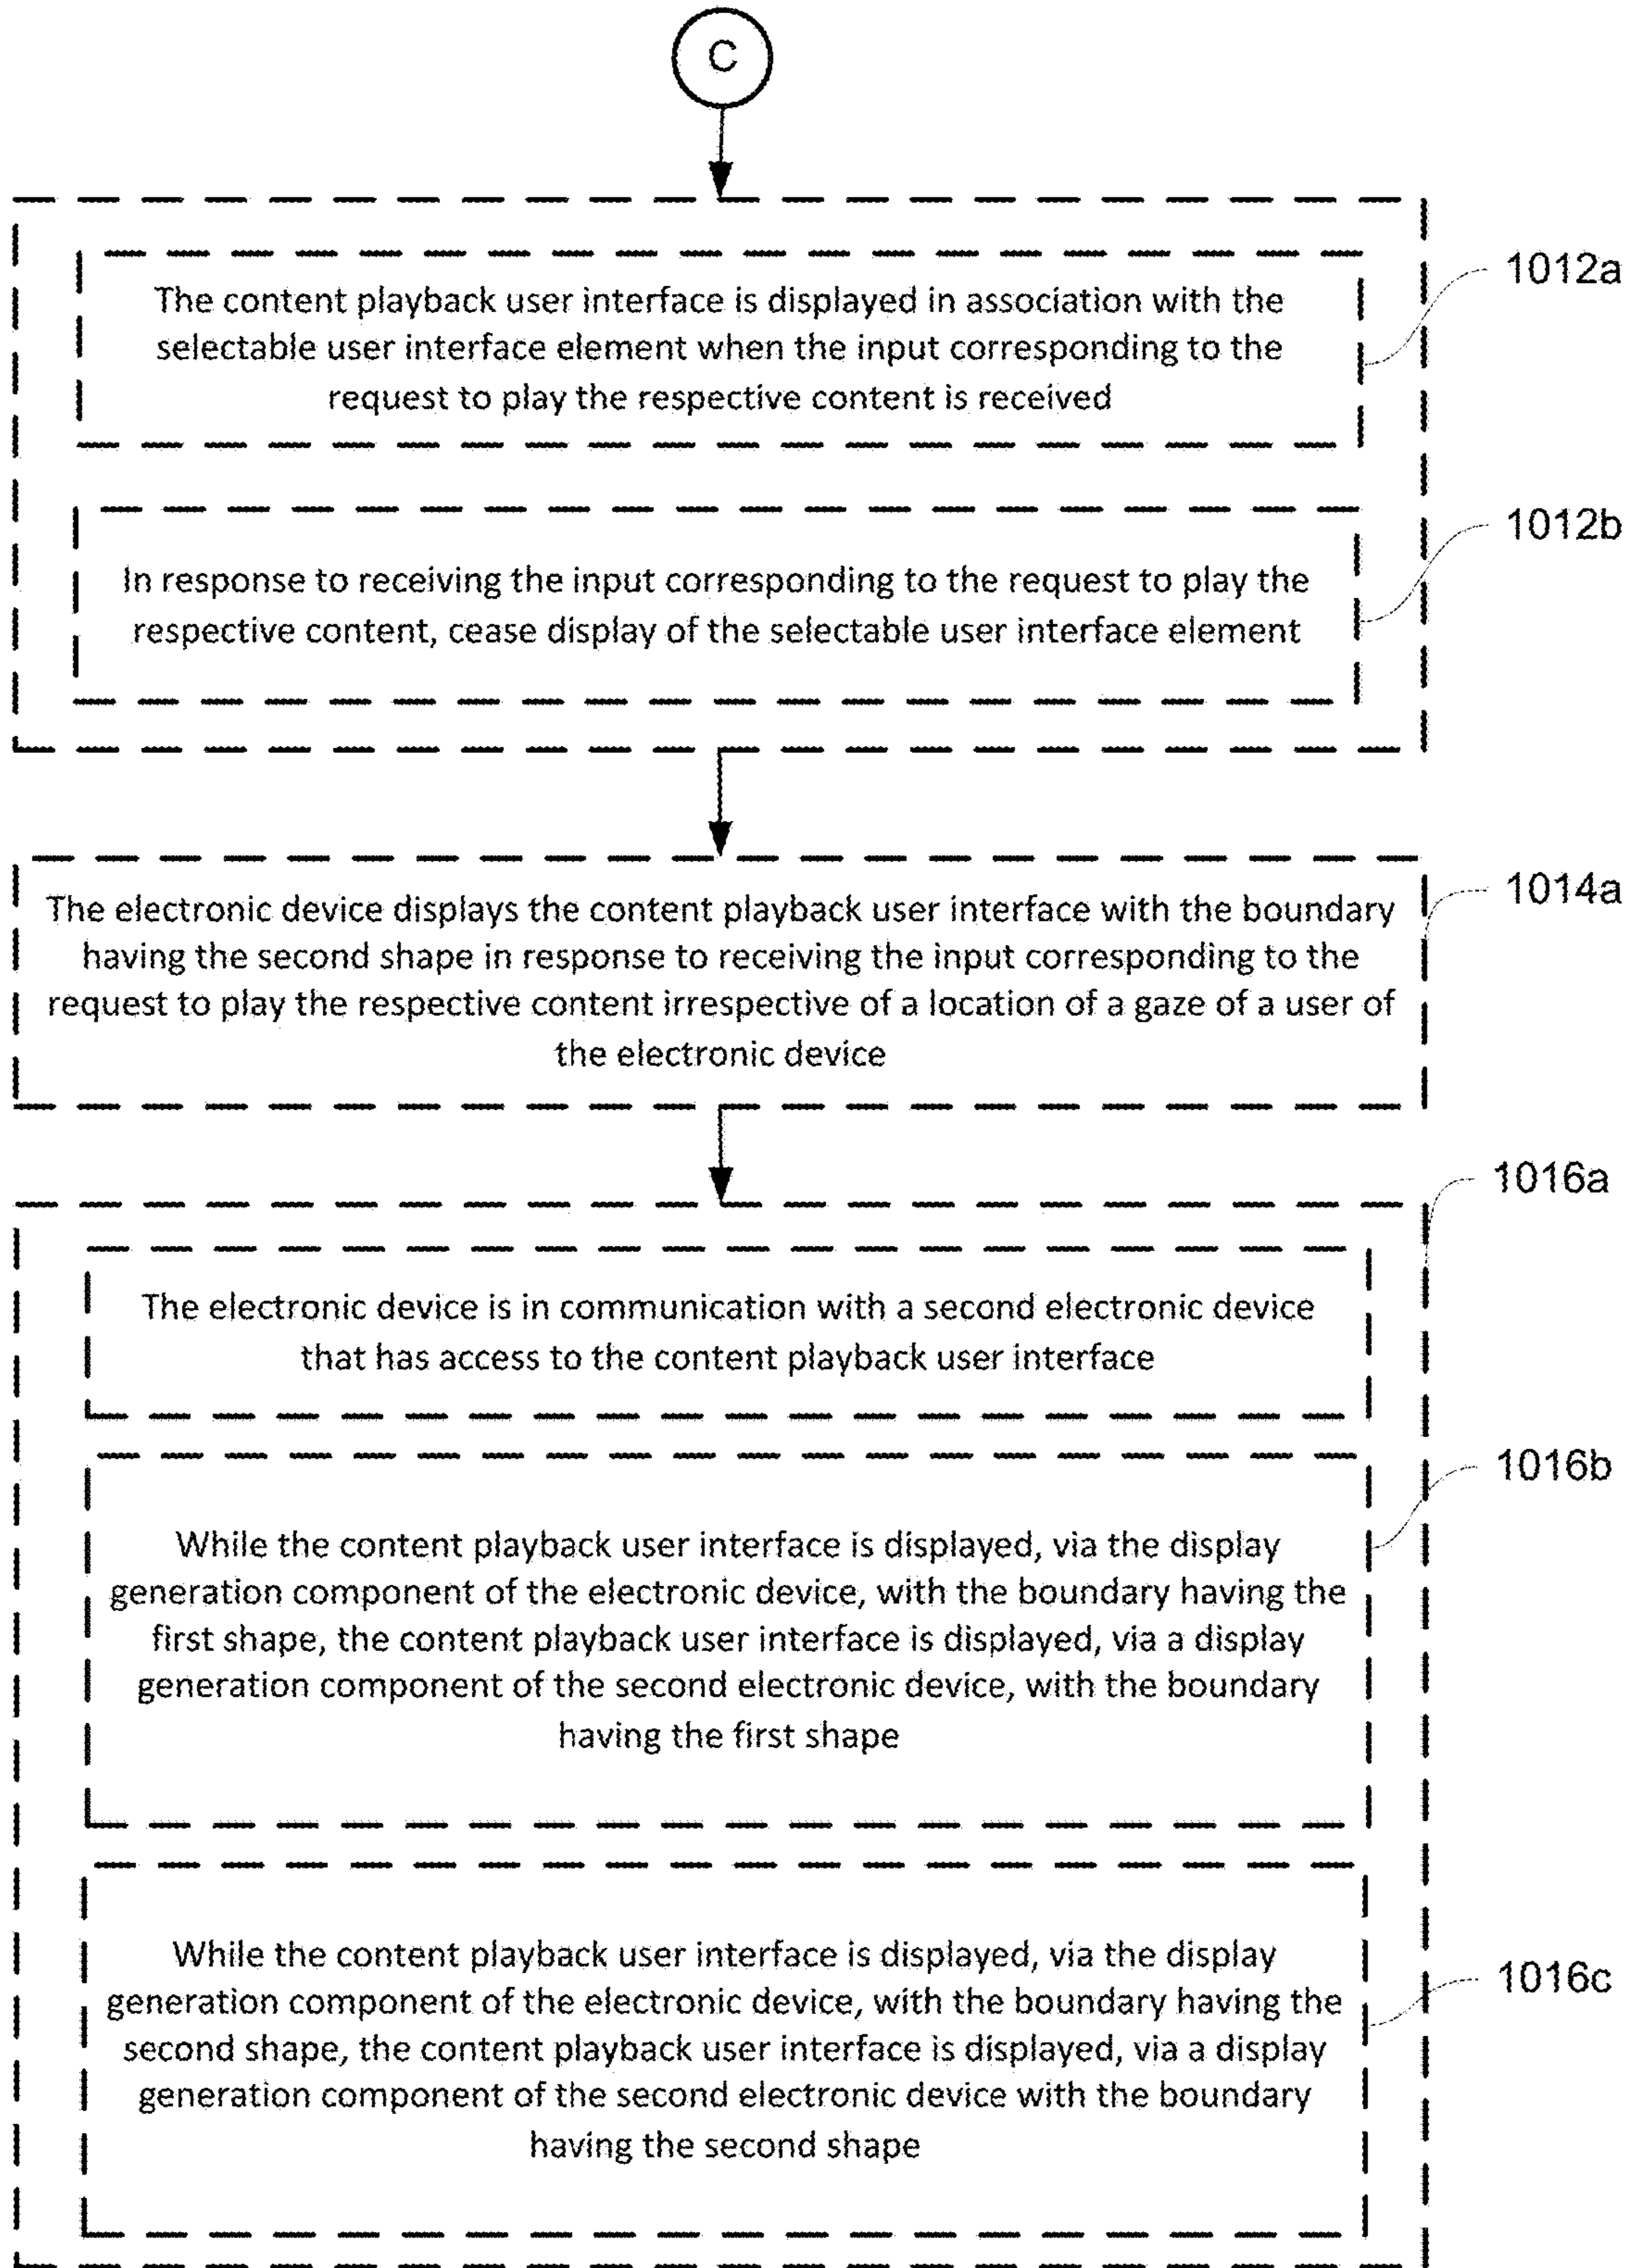 C
1012a
The content playback user interface is displayed in association with the
selectable user interface element when the input corresponding to the
request to play the respective content is received
1012b
In response to receiving the input corresponding to the request to play the
respective content, cease display of the selectable user interface element
1014a
The electronic device displays the content playback user interface with the boundary
having the second shape in response to receiving the input corresponding to the
request to play the respective content irrespective of a location of a gaze of a user of
the electronic device
1016a
The electronic device is in communication with a second electronic device
that has access to the content playback user interface
1016b
While the content playback user interface is displayed, via the display
generation component of the electronic device, with the boundary having the
first shape, the content playback user interface is displayed, via a display
generation component of the second electronic device, with the boundary
having the first shape
1016c
While the content playback user interface is displayed, via the display
generation component of the electronic device, with the boundary having the
second shape, the content playback user interface is displayed, via a display
generation component of the second electronic device with the boundary
having the second shape